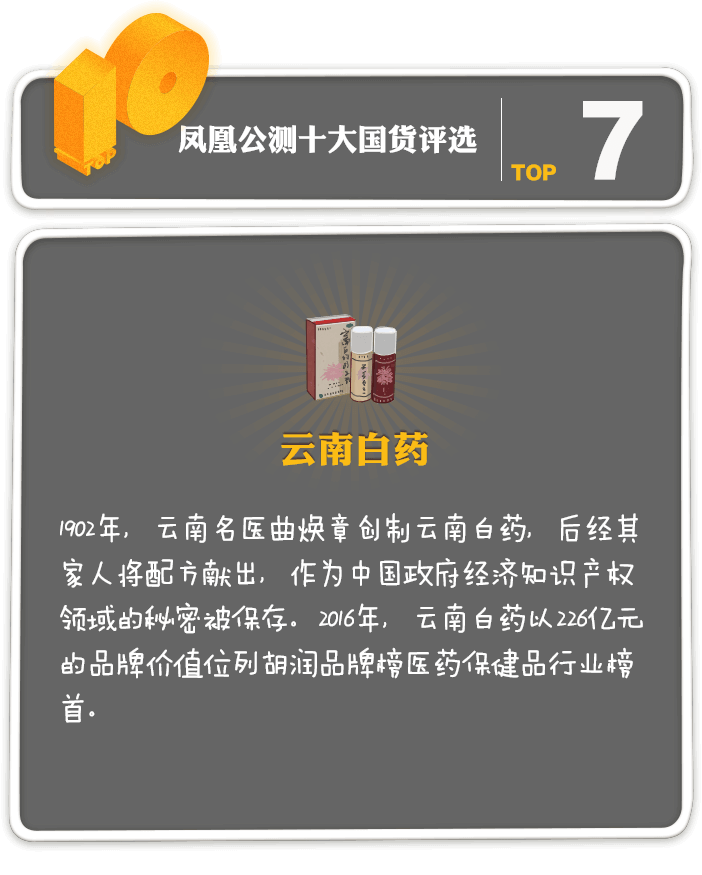 TOP
凤凰公测十大国货评选
TOP 7
云南白药
1902年，云南名医曲焕章创制云南白药，后经其
家人将配方献出，作为中国政府经济知识产权
领域的秘密被保存。2016年，云南白药以226亿元
的品牌价值位列胡润品牌榜医药保健品行业榜
首。